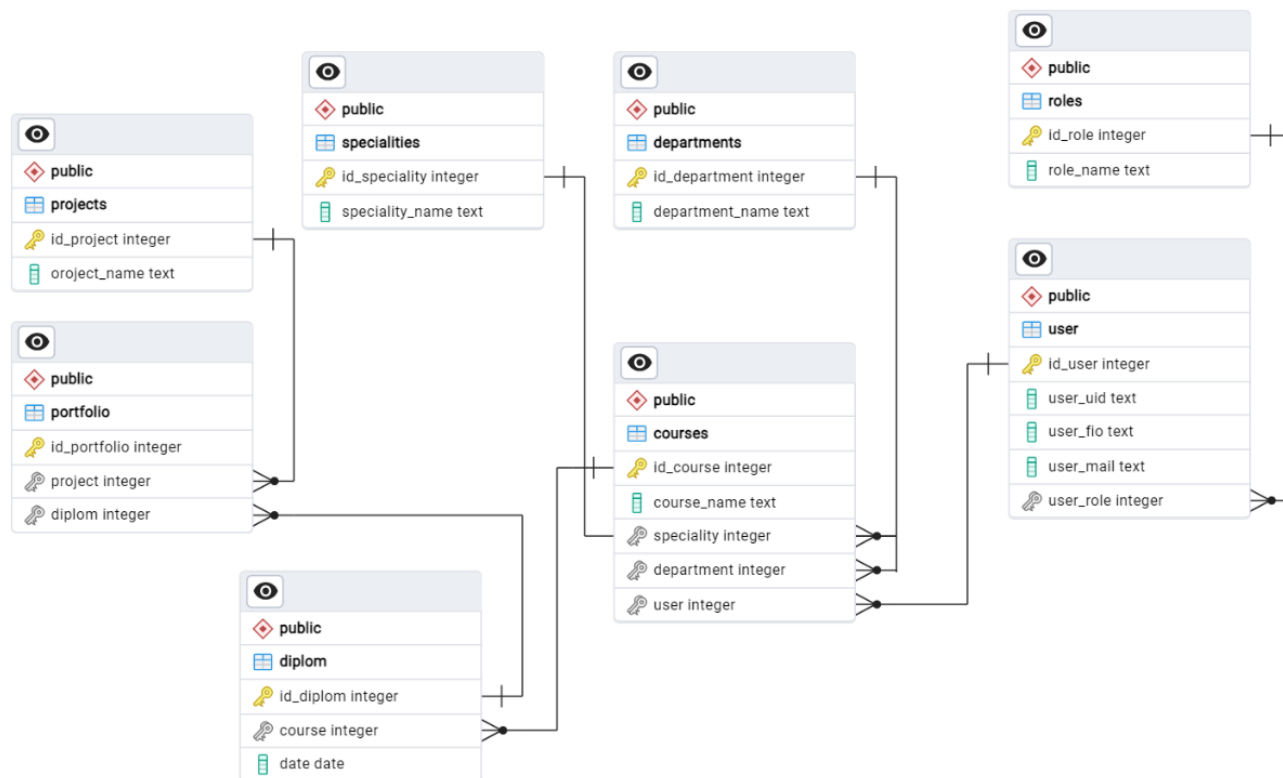 public
projects
id_project integer
oroject_name text
public
portfolio
id_portfolio integer
project integer
diplom integer
public
specialities
id_speciality integer
speciality_name text
public
departments
id_department integer
department_name text
public
roles
id_role integer
role_name text
public
user
id_user integer
user_uid text
user_fio text
user_mail text
user_role integer
public
courses
id_course integer
course_name text
speciality integer
department integer
user integer
public
diplom
id_diplom integer
course integer
date date